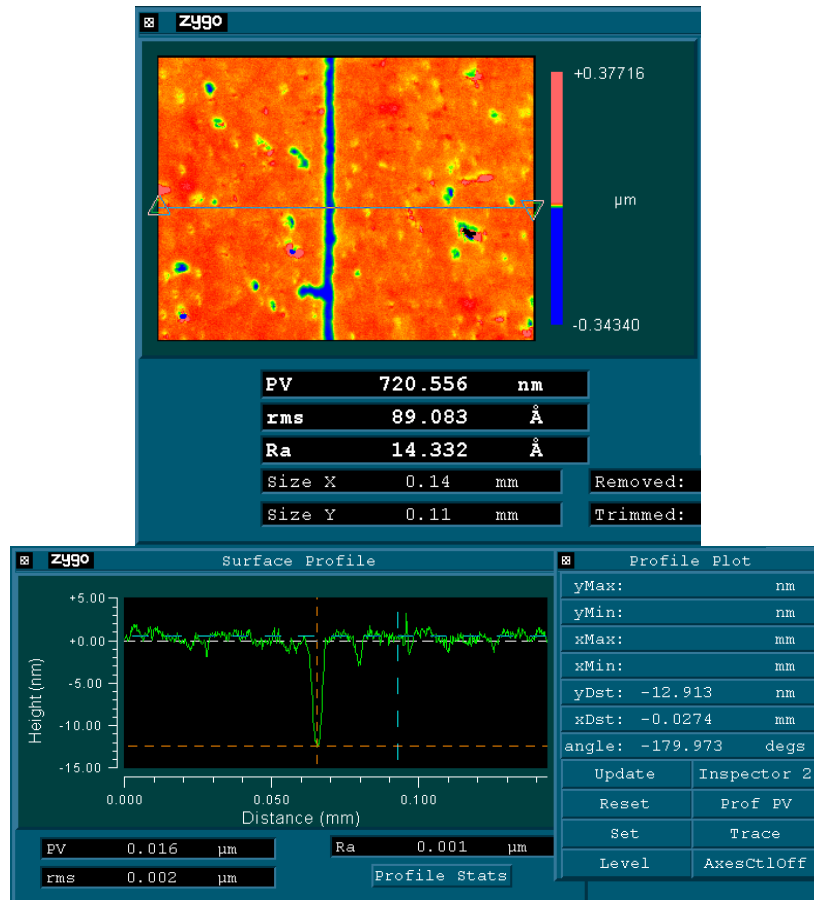 zygo
+0.37716
µm
-0.34340
PV 720.556 nm
rms 89.083 Å
Ra 14.332 Å
Size X 0.14 mm Removed:
Size Y 0.11 mm Trimmed:
zygo Surface Profile
+5.00
+0.00
-5.00
-10.00
-15.00
Height (nm)
0.000 0.050 0.100
Distance (mm)
PV 0.016 µm Ra 0.001 µm
rms 0.002 µm Profile Stats
Profile Plot
yMax: nm
yMin: nm
xMax: mm
xMin: mm
yDst: -12.913 nm
xDst: -0.0274 mm
angle: -179.973 degs
Update Inspector 2
Reset Prof PV
Set Trace
Level AxesCtlOff